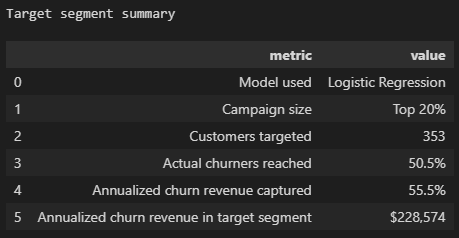 Target segment summary
metric value
0 Model used Logistic Regression
1 Campaign size Top 20%
2 Customers targeted 353
3 Actual churners reached 50.5%
4 Annualized churn revenue captured 55.5%
5 Annualized churn revenue in target segment $228,574